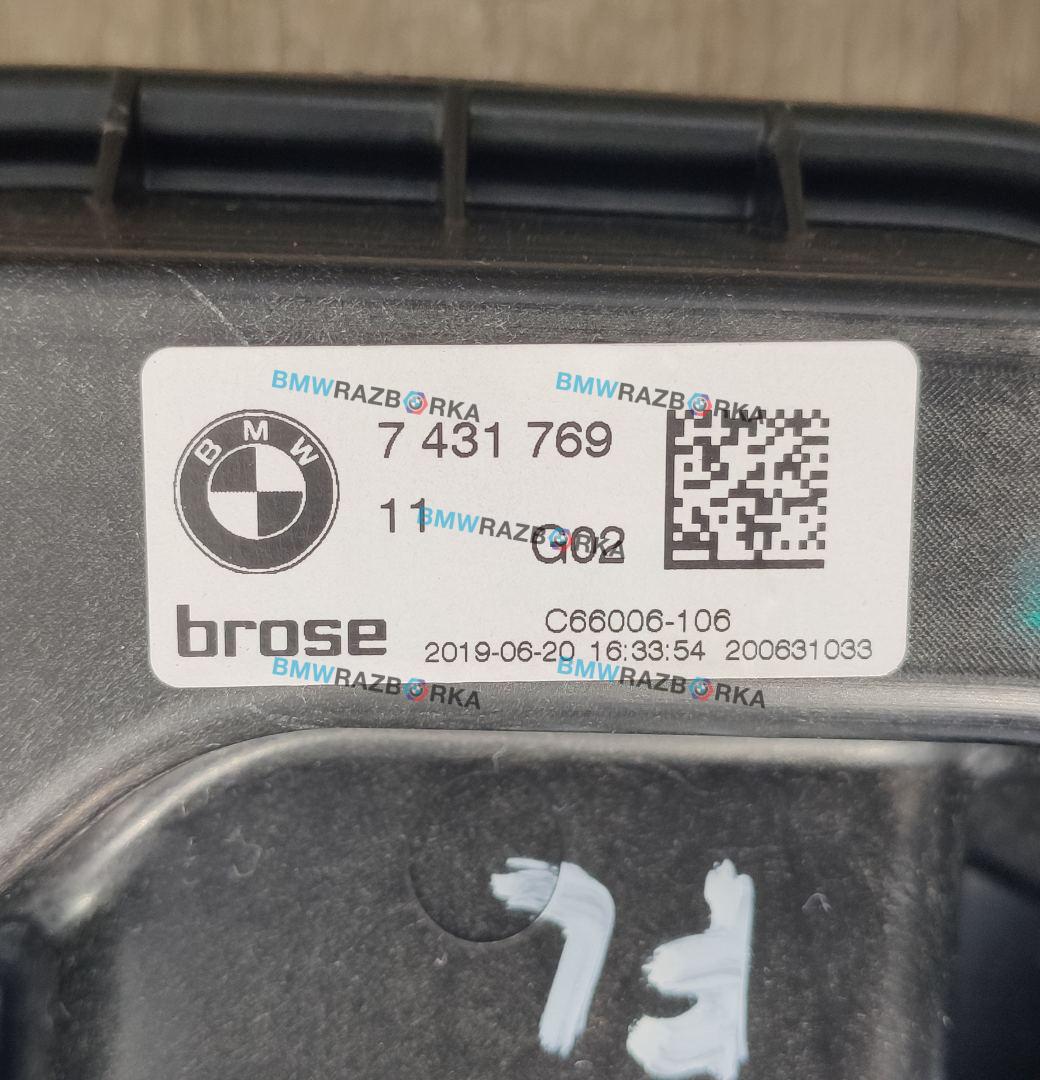 BMWRAZBORKA BMWRAZBORKA
BMW
7 431 769
11
BMWRAZBORKA
G02
C66006-106
brose
2019-06-20 16:33:54 200631033
BMWRAZBORKA BMWRAZBORKA